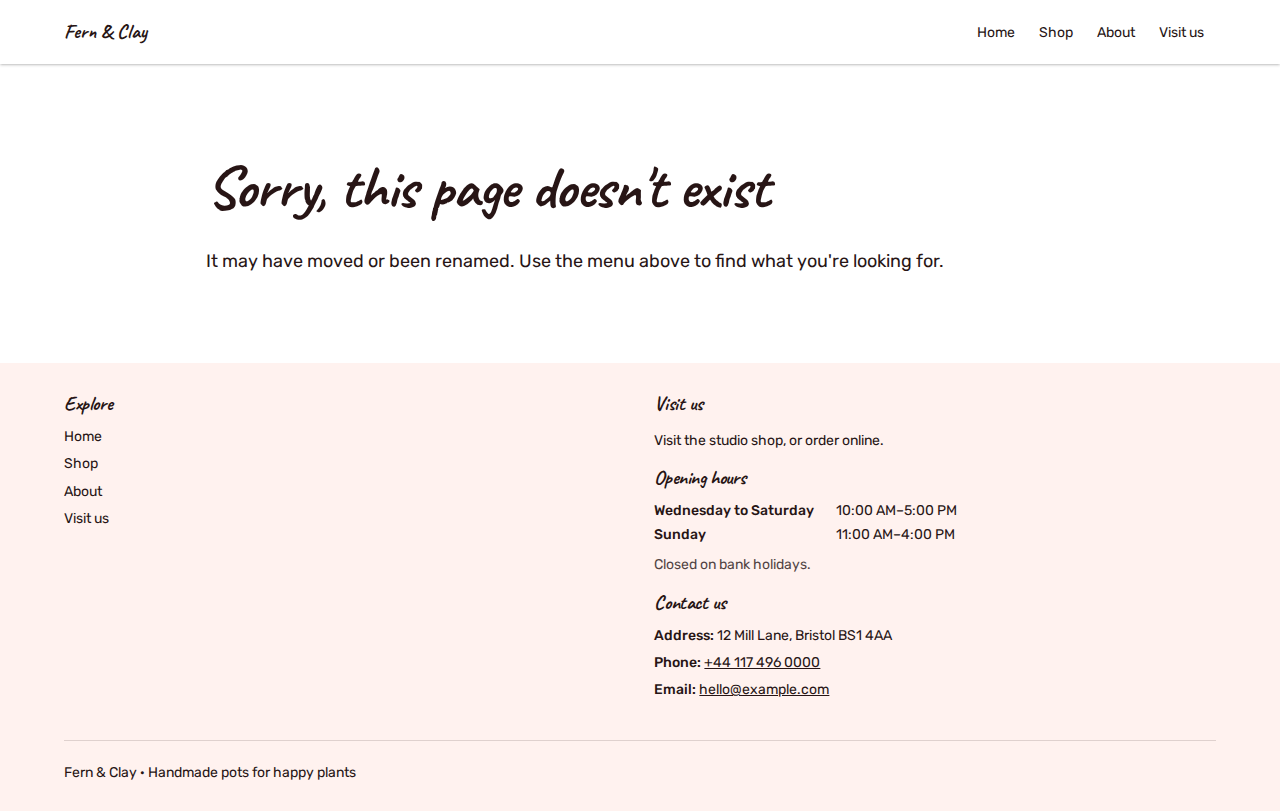 Fern & Clay
Home Shop About Visit us
Sorry, this page doesn't exist
It may have moved or been renamed. Use the menu above to find what you're looking for.
Explore
Home
Shop
About
Visit us
Visit us
Visit the studio shop, or order online.
Opening hours
Wednesday to Saturday 10:00 AM–5:00 PM
Sunday 11:00 AM–4:00 PM
Closed on bank holidays.
Contact us
Address: 12 Mill Lane, Bristol BS1 4AA
Phone: +44 117 496 0000
Email: hello@example.com
Fern & Clay • Handmade pots for happy plants